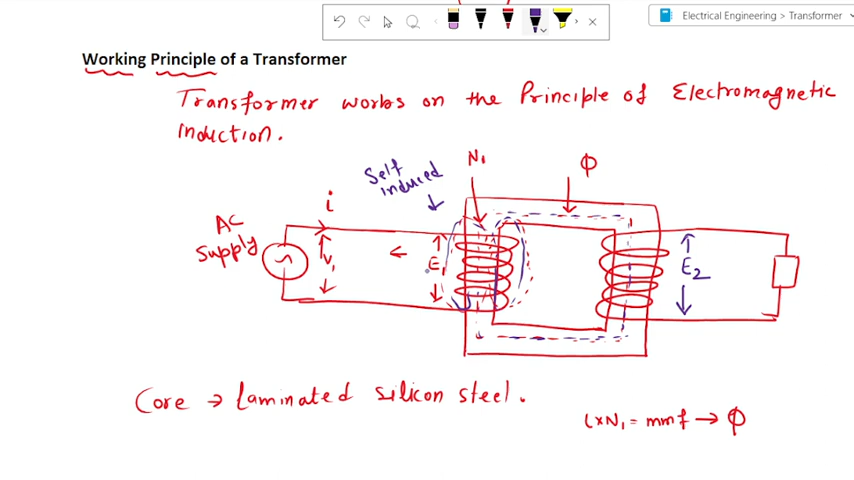 Electrical Engineering > Transformer
Working Principle of a Transformer
Transformer works on the Principle of Electromagnetic
Induction.
Self
induced
N₁
Φ
i
AC
Supply
V₁
E₁
E₂
Core → Laminated silicon steel.
i×N₁ = mmf → Φ